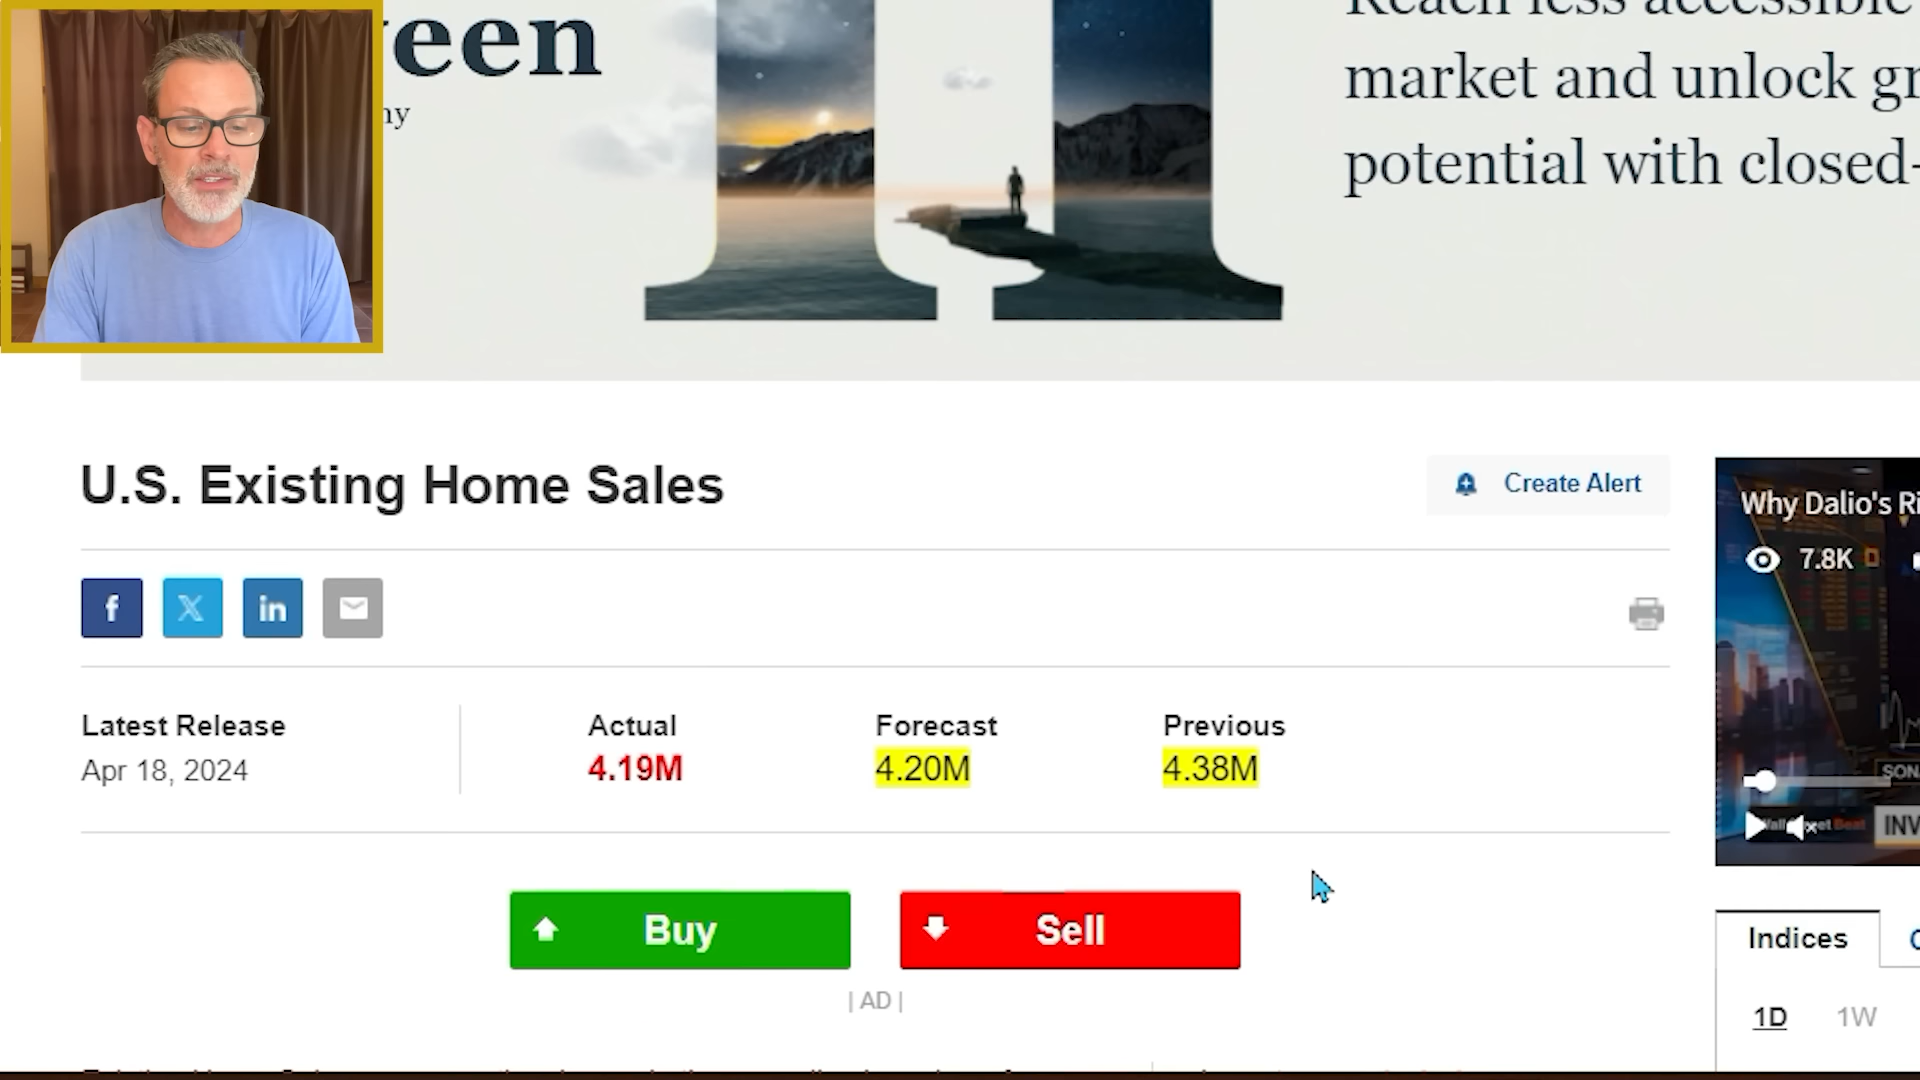 een
ny
market and unlock
potential with closed-
U.S. Existing Home Sales
Create Alert
f
X
in
Latest Release
Actual
Forecast
Previous
Apr 18, 2024
4.19M
4.20M
4.38M
Buy
Sell
| AD |
Why Dalio's
7.8K
Indices
1D
1W